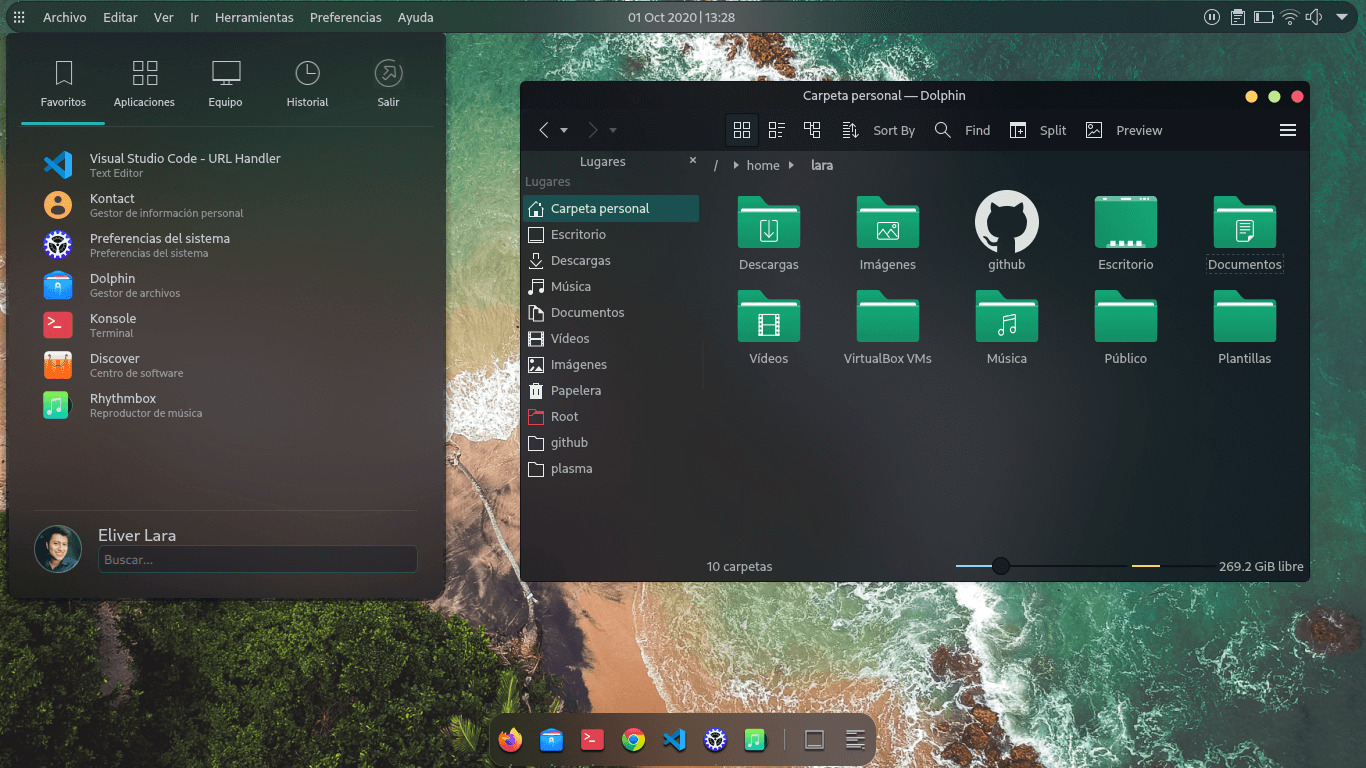 Archivo Editar Ver Ir Herramientas Preferencias Ayuda
01 Oct 2020 | 13:28
Favoritos Aplicaciones Equipo Historial Salir
Visual Studio Code - URL Handler
Text Editor
Kontact
Gestor de información personal
Preferencias del sistema
Preferencias del sistema
Dolphin
Gestor de archivos
Konsole
Terminal
Discover
Centro de software
Rhythmbox
Reproductor de música
Eliver Lara
Buscar...
Carpeta personal — Dolphin
Sort By Find Split Preview
Lugares
/ home lara
Lugares
Carpeta personal
Escritorio
Descargas
Música
Documentos
Vídeos
Imágenes
Papelera
Root
github
plasma
Descargas Imágenes github Escritorio Documentos
Vídeos VirtualBox VMs Música Público Plantillas
10 carpetas
269.2 GiB libre